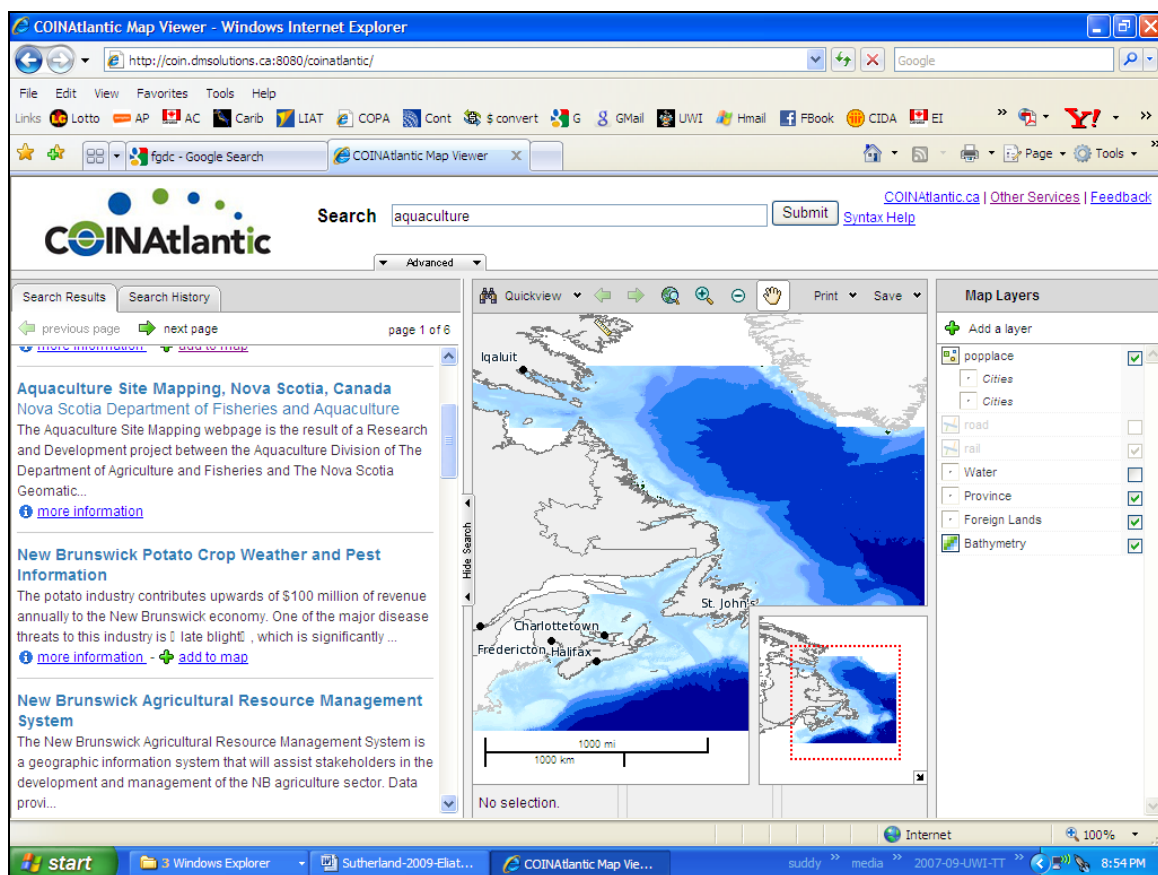 COINAtlantic Map Viewer - Windows Internet Explorer
http://coin.dmsolutions.ca:8080/coinatlantic/
Google
File Edit View Favorites Tools Help
Links Lotto AP AC Carib LIAT COPA Cont $ convert G GMail UWI Hmail FBook CIDA EI » Y! »
fgdc - Google Search
COINAtlantic Map Viewer X
Page Tools »
COINAtlantic
Search aquaculture Submit Syntax Help
COINAtlantic.ca | Other Services | Feedback
Advanced
Search Results Search History
previous page next page page 1 of 6
more information - add to map
Aquaculture Site Mapping, Nova Scotia, Canada
Nova Scotia Department of Fisheries and Aquaculture
The Aquaculture Site Mapping webpage is the result of a Research
and Development project between the Aquaculture Division of The
Department of Agriculture and Fisheries and The Nova Scotia
Geomatic...
more information
New Brunswick Potato Crop Weather and Pest
Information
The potato industry contributes upwards of $100 million of revenue
annually to the New Brunswick economy. One of the major disease
threats to this industry is late blight , which is significantly ...
more information - add to map
New Brunswick Agricultural Resource Management
System
The New Brunswick Agricultural Resource Management System is
a geographic information system that will assist stakeholders in the
development and management of the NB agriculture sector. Data
provi...
Hide Search
Quickview Print Save
Iqaluit
St. John's
Charlottetown
Fredericton Halifax
1000 mi
1000 km
No selection.
Map Layers
Add a layer
popplace
Cities
Cities
road
rail
Water
Province
Foreign Lands
Bathymetry
Internet 100%
start
3 Windows Explorer
Sutherland-2009-Eliat...
COINAtlantic Map Vie...
suddy » media » 2007-09-UWI-TT » 8:54 PM